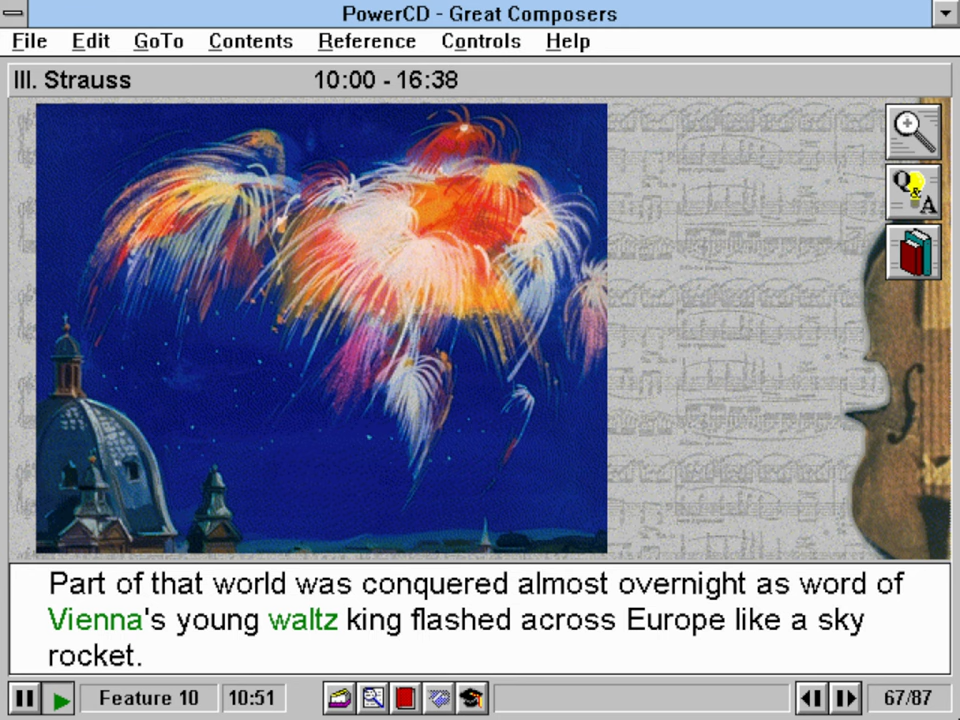 PowerCD - Great Composers
File Edit GoTo Contents Reference Controls Help
III. Strauss 10:00 - 16:38
Q & A
Part of that world was conquered almost overnight as word of
Vienna's young waltz king flashed across Europe like a sky
rocket.
Feature 10 10:51 67/87